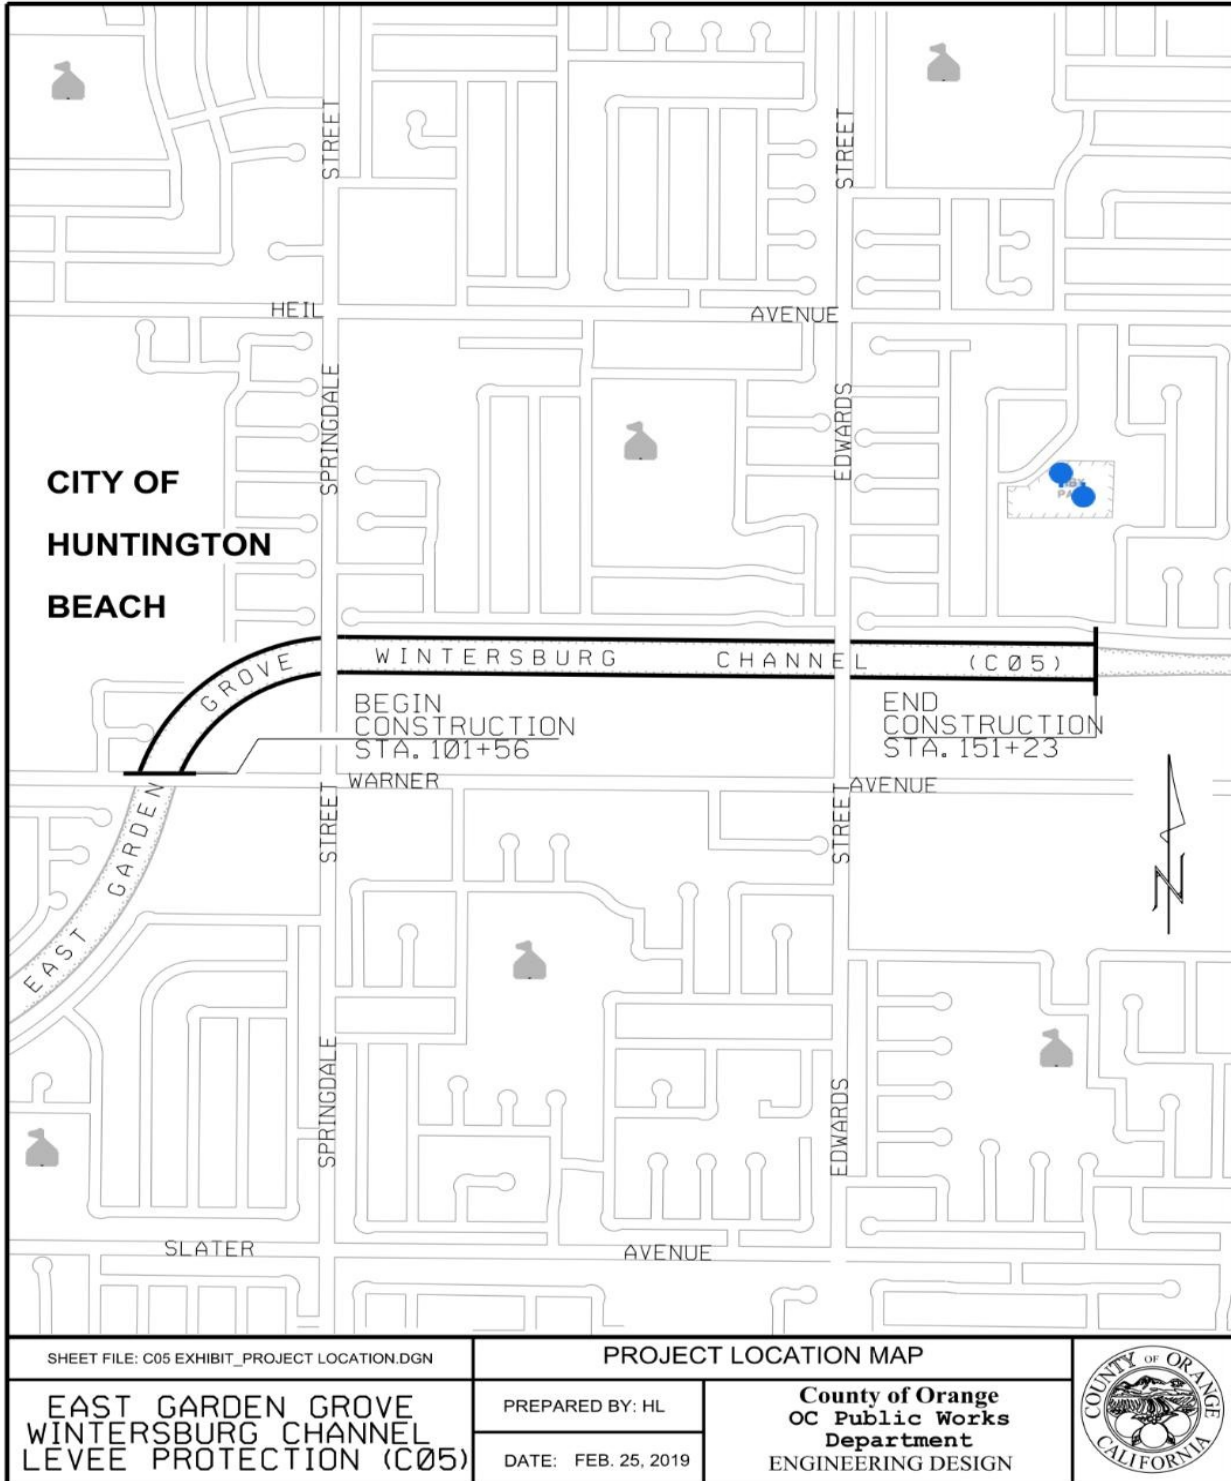 STREET
STREET
HEIL
AVENUE
SPRINGDALE
EDWARDS
CITY OF
HUNTINGTON
BEACH
EAST GARDEN GROVE WINTERSBURG CHANNEL (CØ5)
BEGIN
CONSTRUCTION
STA. 101+56
END
CONSTRUCTION
STA. 151+23
WARNER
AVENUE
STREET
STREET
N
SPRINGDALE
EDWARDS
SLATER
AVENUE
SHEET FILE: C05 EXHIBIT_PROJECT LOCATION.DGN
PROJECT LOCATION MAP
EAST GARDEN GROVE
WINTERSBURG CHANNEL
LEVEE PROTECTION (CØ5)
PREPARED BY: HL
DATE: FEB. 25, 2019
County of Orange
OC Public Works
Department
ENGINEERING DESIGN
COUNTY OF ORANGE
CALIFORNIA